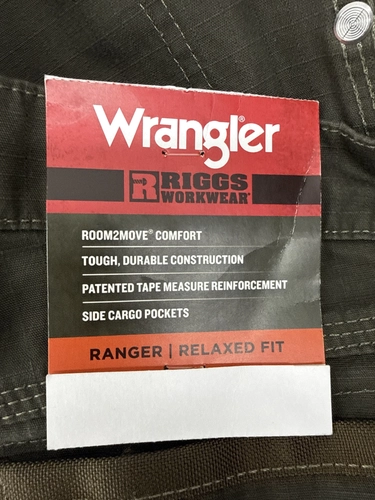 Wrangler®
R RIGGS
WORKWEAR®
ROOM2MOVE® COMFORT
TOUGH, DURABLE CONSTRUCTION
PATENTED TAPE MEASURE REINFORCEMENT
SIDE CARGO POCKETS
RANGER | RELAXED FIT